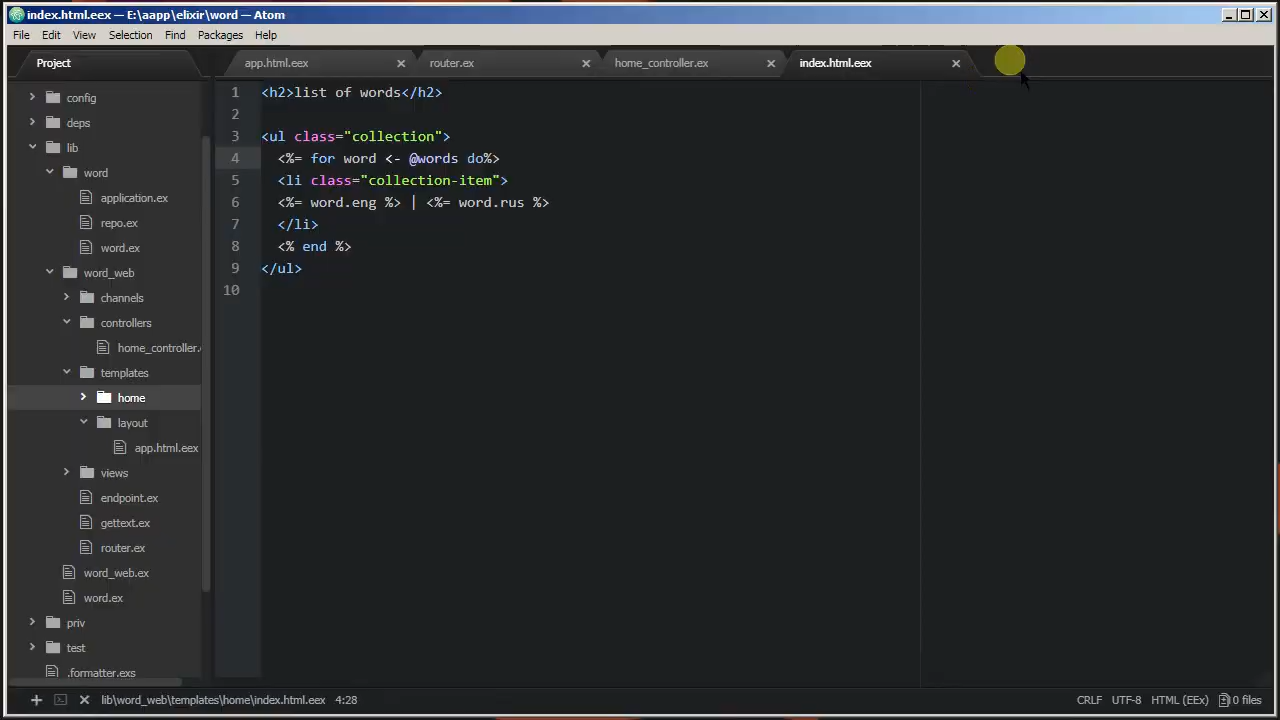 index.html.eex — E:\aapp\elixir\word — Atom
File Edit View Selection Find Packages Help
Project
app.html.eex
router.ex
home_controller.ex
index.html.eex
config
deps
lib
word
application.ex
repo.ex
word.ex
word_web
channels
controllers
home_controller.e
templates
home
layout
app.html.eex
views
endpoint.ex
gettext.ex
router.ex
word_web.ex
word.ex
priv
test
.formatter.exs
1 <h2>list of words</h2>
2
3 <ul class="collection">
4 <%= for word <- @words do%>
5 <li class="collection-item">
6 <%= word.eng %> | <%= word.rus %>
7 </li>
8 <% end %>
9 </ul>
10
lib\word_web\templates\home\index.html.eex 4:28
CRLF UTF-8 HTML (EEx) 0 files